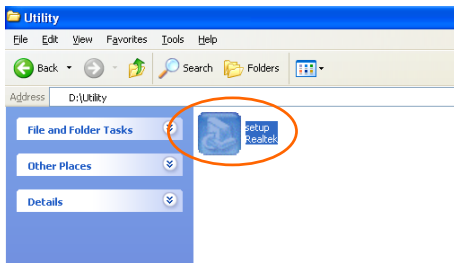 Utility
File Edit View Favorites Tools Help
Back Search Folders
Address D:\Utility
File and Folder Tasks
setup
Realtek
Other Places
Details